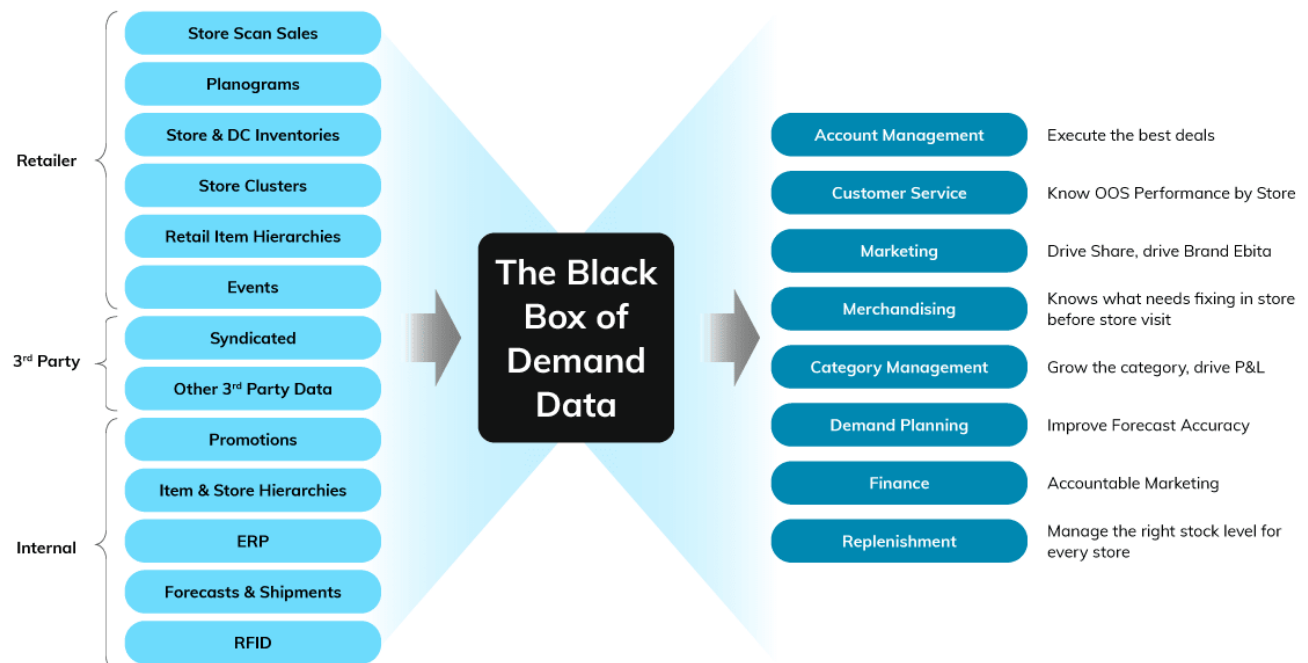 Retailer
Store Scan Sales
Planograms
Store & DC Inventories
Store Clusters
Retail Item Hierarchies
Events
3rd Party
Syndicated
Other 3rd Party Data
Internal
Promotions
Item & Store Hierarchies
ERP
Forecasts & Shipments
RFID
The Black
Box of
Demand
Data
Account Management
Execute the best deals
Customer Service
Know OOS Performance by Store
Marketing
Drive Share, drive Brand Ebita
Merchandising
Knows what needs fixing in store
before store visit
Category Management
Grow the category, drive P&L
Demand Planning
Improve Forecast Accuracy
Finance
Accountable Marketing
Replenishment
Manage the right stock level for
every store